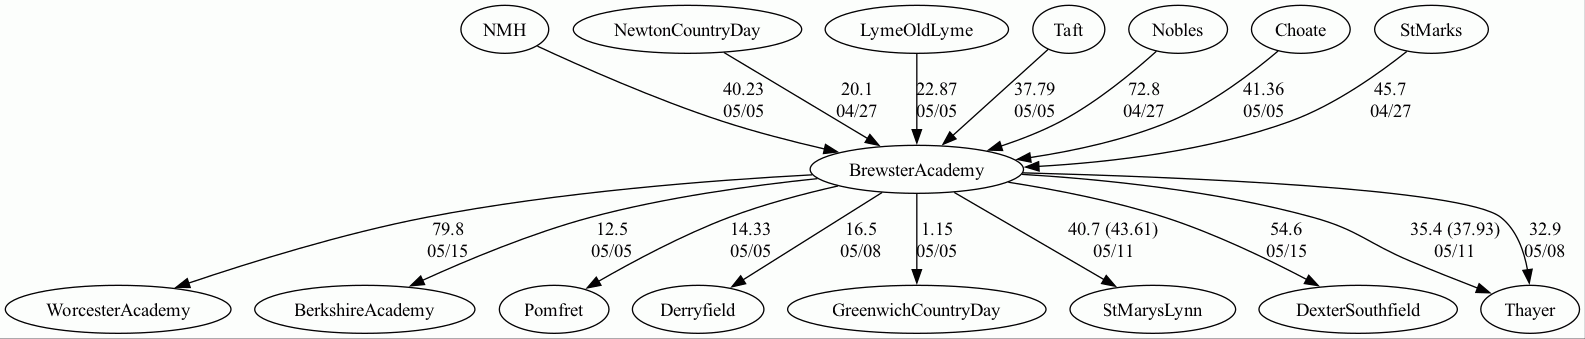 NMH NewtonCountryDay LymeOldLyme Taft Nobles Choate StMarks
40.23 20.1 22.87 37.79 72.8 41.36 45.7
05/05 04/27 05/05 05/05 04/27 05/05 04/27
BrewsterAcademy
79.8 12.5 14.33 16.5 1.15 40.7 (43.61) 54.6 35.4 (37.93) 32.9
05/15 05/05 05/05 05/08 05/05 05/11 05/15 05/11 05/08
WorcesterAcademy BerkshireAcademy Pomfret Derryfield GreenwichCountryDay StMarysLynn DexterSouthfield Thayer